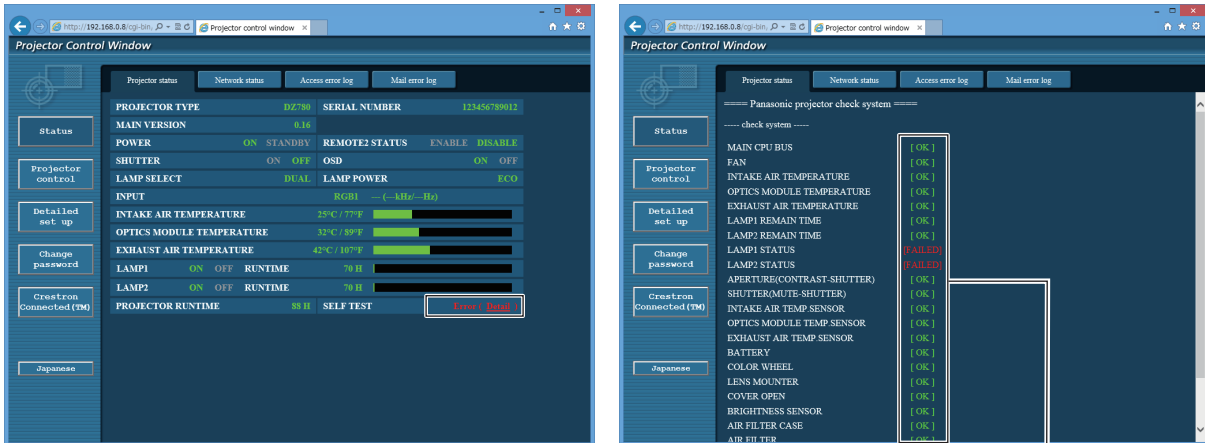 http://192.168.0.8/cgi-bin,
Projector control window
Projector Control Window
Projector status
Network status
Access error log
Mail error log
Status
Projector control
Detailed set up
Change password
Crestron Connected(TM)
Japanese
PROJECTOR TYPE DZ780 SERIAL NUMBER 123456789012
MAIN VERSION 0.16
POWER ON STANDBY REMOTE2 STATUS ENABLE DISABLE
SHUTTER ON OFF OSD ON OFF
LAMP SELECT DUAL LAMP POWER ECO
INPUT RGB1 --- (---kHz/---Hz)
INTAKE AIR TEMPERATURE 25°C / 77°F
OPTICS MODULE TEMPERATURE 32°C / 89°F
EXHAUST AIR TEMPERATURE 42°C / 107°F
LAMP1 ON OFF RUNTIME 70 H
LAMP2 ON OFF RUNTIME 70 H
PROJECTOR RUNTIME 88 H SELF TEST Error ( Detail )
http://192.168.0.8/cgi-bin,
Projector control window
Projector Control Window
Projector status
Network status
Access error log
Mail error log
Status
Projector control
Detailed set up
Change password
Crestron Connected(TM)
Japanese
==== Panasonic projector check system ====
----- check system -----
MAIN CPU BUS [ OK ]
FAN [ OK ]
INTAKE AIR TEMPERATURE [ OK ]
OPTICS MODULE TEMPERATURE [ OK ]
EXHAUST AIR TEMPERATURE [ OK ]
LAMP1 REMAIN TIME [ OK ]
LAMP2 REMAIN TIME [ OK ]
LAMP1 STATUS [FAILED]
LAMP2 STATUS [FAILED]
APERTURE(CONTRAST-SHUTTER) [ OK ]
SHUTTER(MUTE-SHUTTER) [ OK ]
INTAKE AIR TEMP.SENSOR [ OK ]
OPTICS MODULE TEMP.SENSOR [ OK ]
EXHAUST AIR TEMP.SENSOR [ OK ]
BATTERY [ OK ]
COLOR WHEEL [ OK ]
LENS MOUNTER [ OK ]
COVER OPEN [ OK ]
BRIGHTNESS SENSOR [ OK ]
AIR FILTER CASE [ OK ]
AIR FILTER [ OK ]